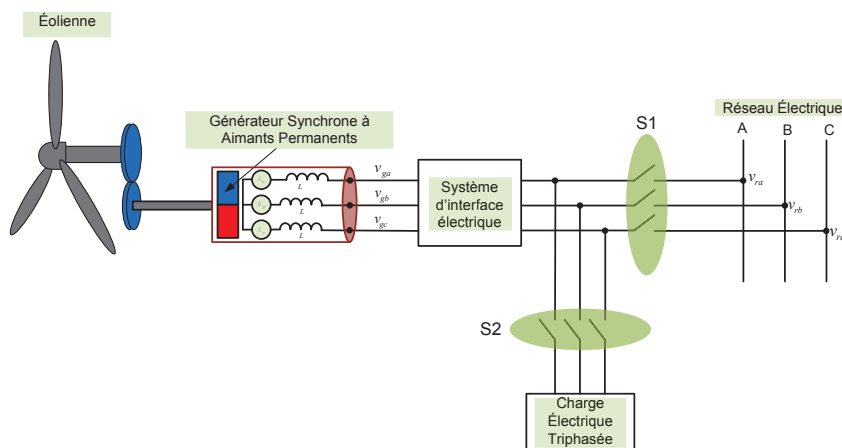 Éolienne
Générateur Synchrone à
Aimants Permanents
L
L
L
v_ga
v_gb
v_gc
Système
d'interface
électrique
S1
Réseau Électrique
A B C
v_ra
v_rb
S2
Charge
Électrique
Triphasée